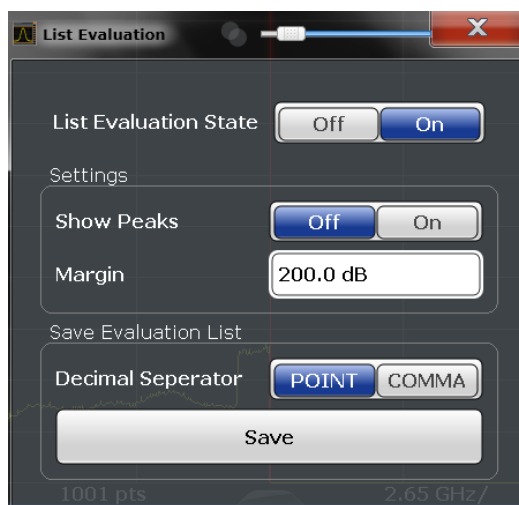 List Evaluation
List Evaluation State Off On
Settings
Show Peaks Off On
Margin 200.0 dB
Save Evaluation List
Decimal Seperator POINT COMMA
Save
1001 pts 2.65 GHz/